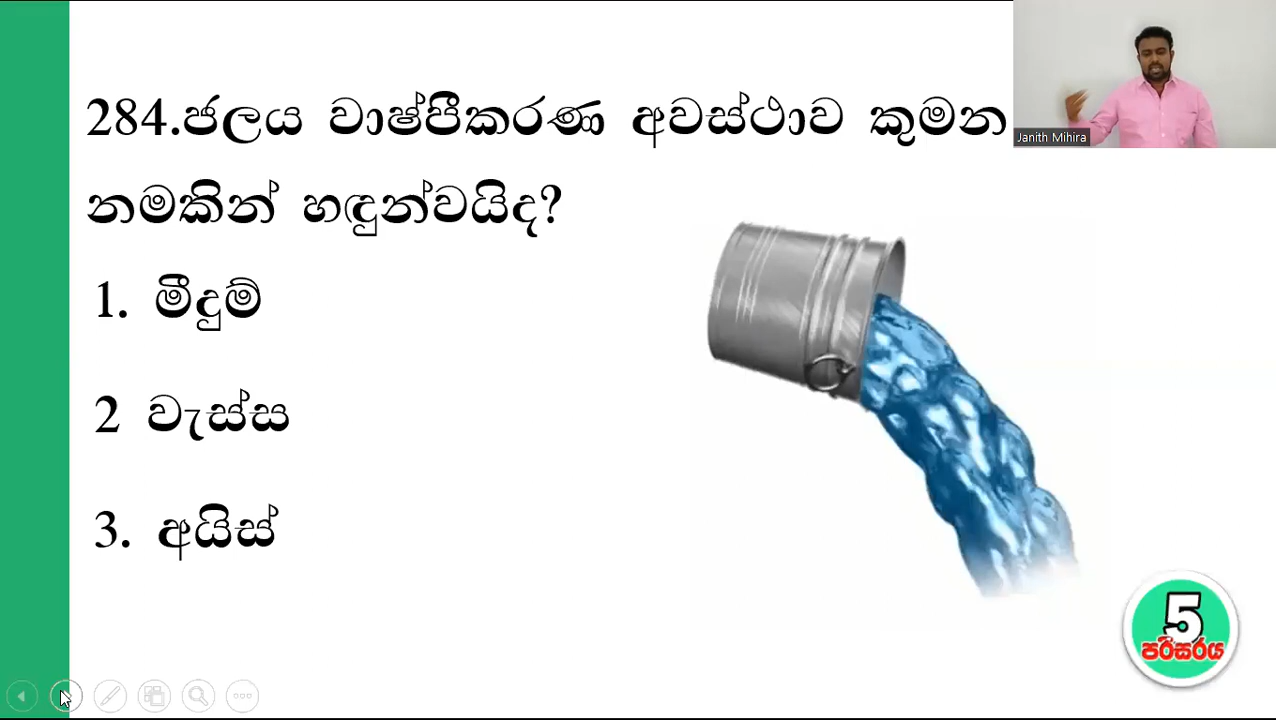 284.ජලය වාෂ්පීකරණ අවස්ථාව කුමන
නමකින් හඳුන්වයිද?
1. මීදුම්
2 වැස්ස
3. අයිස්
Janith Mihira
5
පරිසරය